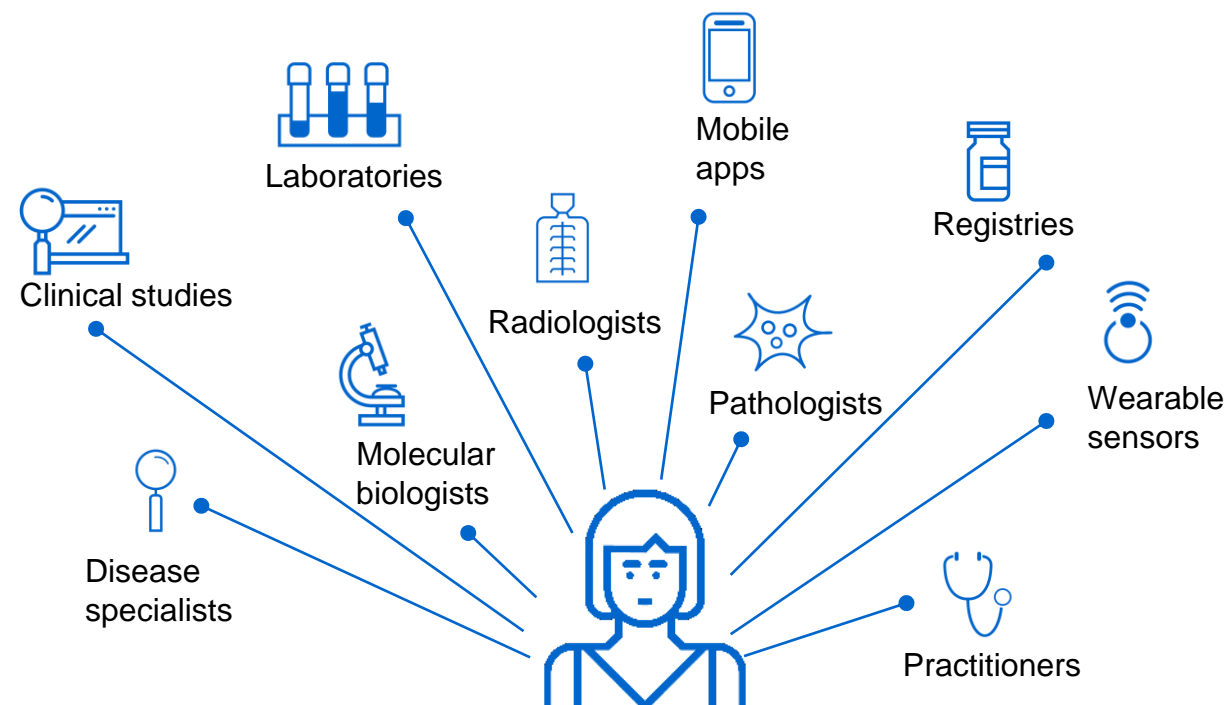 Mobile
apps
Laboratories
Registries
Clinical studies
Radiologists
Wearable
sensors
Pathologists
Molecular
biologists
Disease
specialists
Practitioners